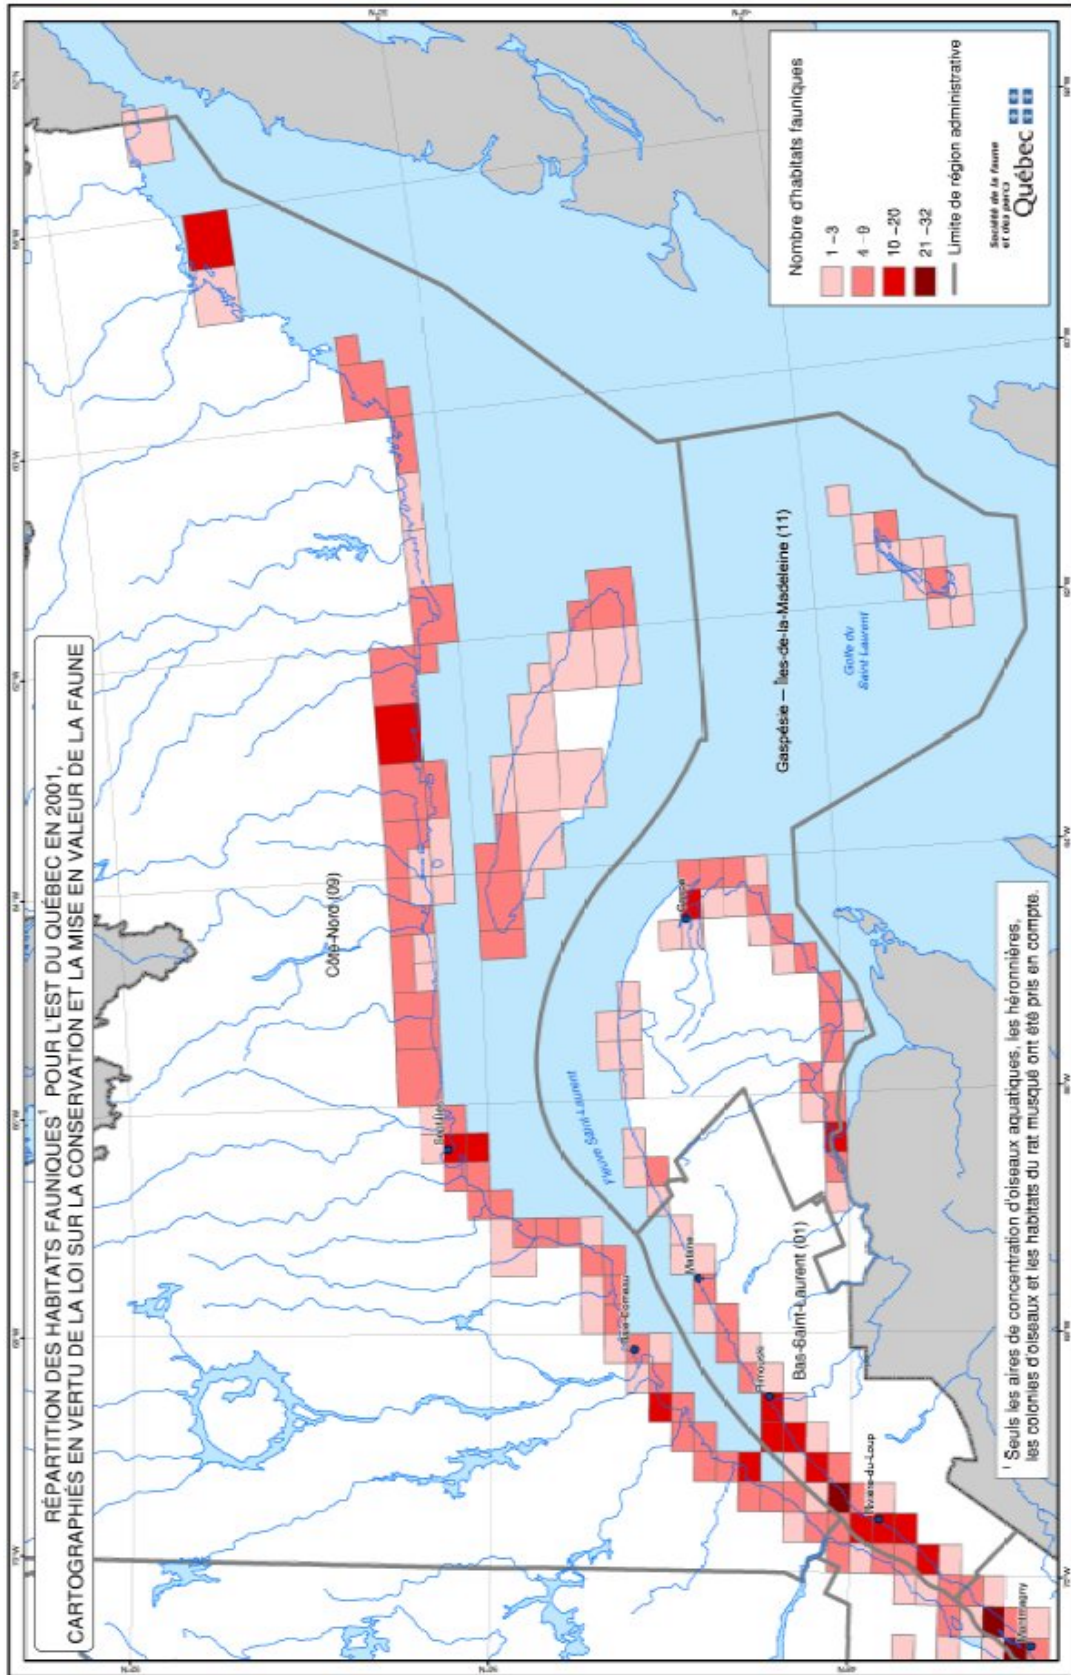 RÉPARTITION DES HABITATS FAUNIQUES¹ POUR L'EST DU QUÉBEC EN 2001,
CARTOGRAPHIÉS EN VERTU DE LA LOI SUR LA CONSERVATION ET LA MISE EN VALEUR DE LA FAUNE
Côte-Nord (09)
Baie-Comeau
Fleuve Saint-Laurent
Matane
Gaspé
Rimouski
Bas-Saint-Laurent (01)
Rivière-du-Loup
Montmagny
Gaspésie – Îles-de-la-Madeleine (11)
Golfe du
Saint Laurent
Nombre d'habitats fauniques
1 –3
4 –9
10 –20
21 –32
Limite de région administrative
Société de la faune
et des parcs
Québec
¹ Seuls les aires de concentration d'oiseaux aquatiques, les héronnières,
les colonies d'oiseaux et les habitats du rat musqué ont été pris en compte.